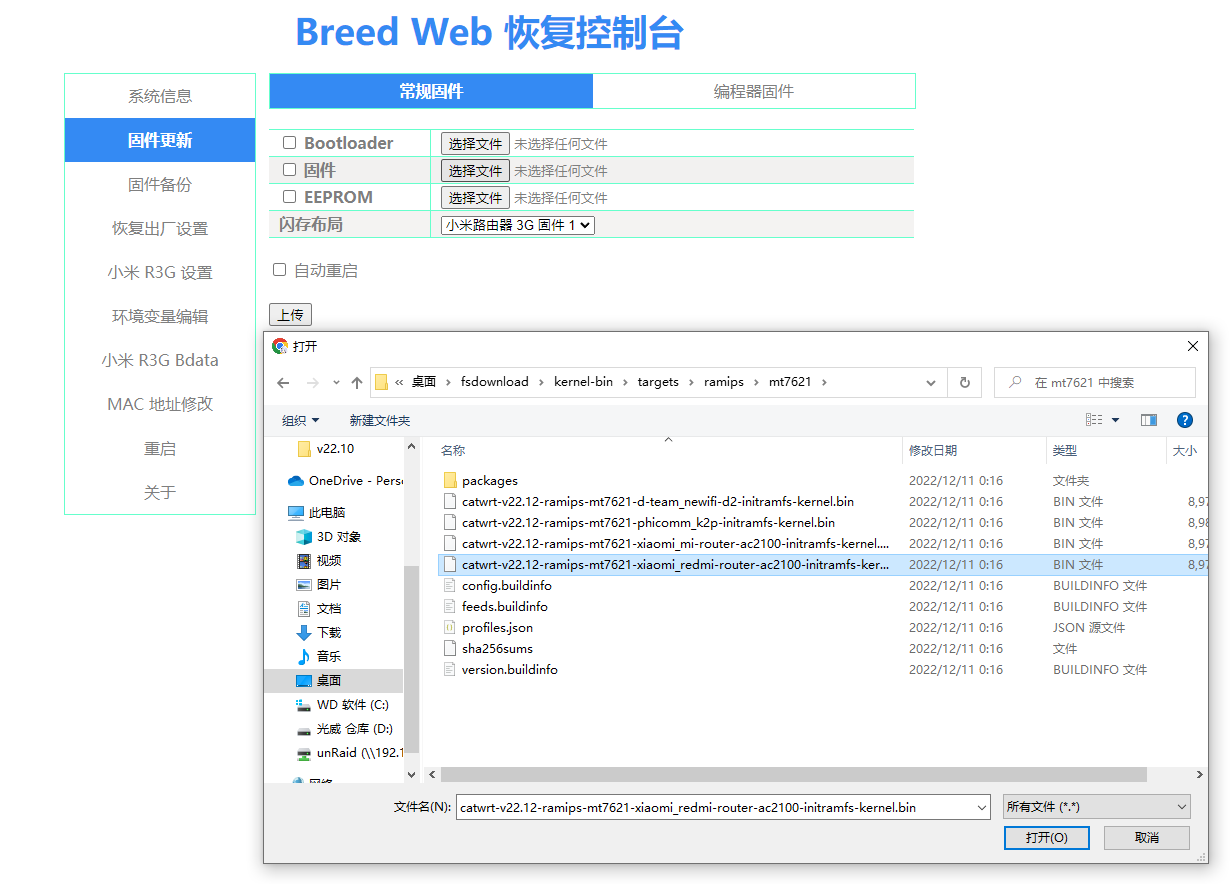 Breed Web 恢复控制台
系统信息
固件更新
固件备份
恢复出厂设置
小米 R3G 设置
环境变量编辑
小米 R3G Bdata
MAC 地址修改
重启
关于
常规固件 编程器固件
Bootloader 选择文件 未选择任何文件
固件 选择文件 未选择任何文件
EEPROM 选择文件 未选择任何文件
闪存布局 小米路由器 3G 固件 1
自动重启
上传
打开
« 桌面 › fsdownload › kernel-bin › targets › ramips › mt7621 ›
在 mt7621 中搜索
组织 新建文件夹
v22.10
OneDrive - Pers
此电脑
3D 对象
视频
图片
文档
下载
音乐
桌面
WD 软件 (C:)
光威 仓库 (D:)
unRaid (\\192.1
网络
名称 修改日期 类型 大小
packages 2022/12/11 0:16 文件夹
catwrt-v22.12-ramips-mt7621-d-team_newifi-d2-initramfs-kernel.bin 2022/12/11 0:16 BIN 文件 8,97
catwrt-v22.12-ramips-mt7621-phicomm_k2p-initramfs-kernel.bin 2022/12/11 0:16 BIN 文件 8,98
catwrt-v22.12-ramips-mt7621-xiaomi_mi-router-ac2100-initramfs-kernel.... 2022/12/11 0:16 BIN 文件 8,97
catwrt-v22.12-ramips-mt7621-xiaomi_redmi-router-ac2100-initramfs-ker... 2022/12/11 0:16 BIN 文件 8,97
config.buildinfo 2022/12/11 0:16 BUILDINFO 文件
feeds.buildinfo 2022/12/11 0:16 BUILDINFO 文件
profiles.json 2022/12/11 0:16 JSON 源文件
sha256sums 2022/12/11 0:16 文件
version.buildinfo 2022/12/11 0:16 BUILDINFO 文件
文件名(N): catwrt-v22.12-ramips-mt7621-xiaomi_redmi-router-ac2100-initramfs-kernel.bin 所有文件 (*.*)
打开(O) 取消